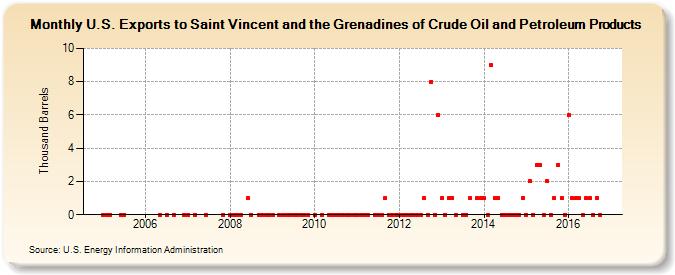 Monthly U.S. Exports to Saint Vincent and the Grenadines of Crude Oil and Petroleum Products
Thousand Barrels
10
8
6
4
2
0
2006 2008 2010 2012 2014 2016
Source: U.S. Energy Information Administration